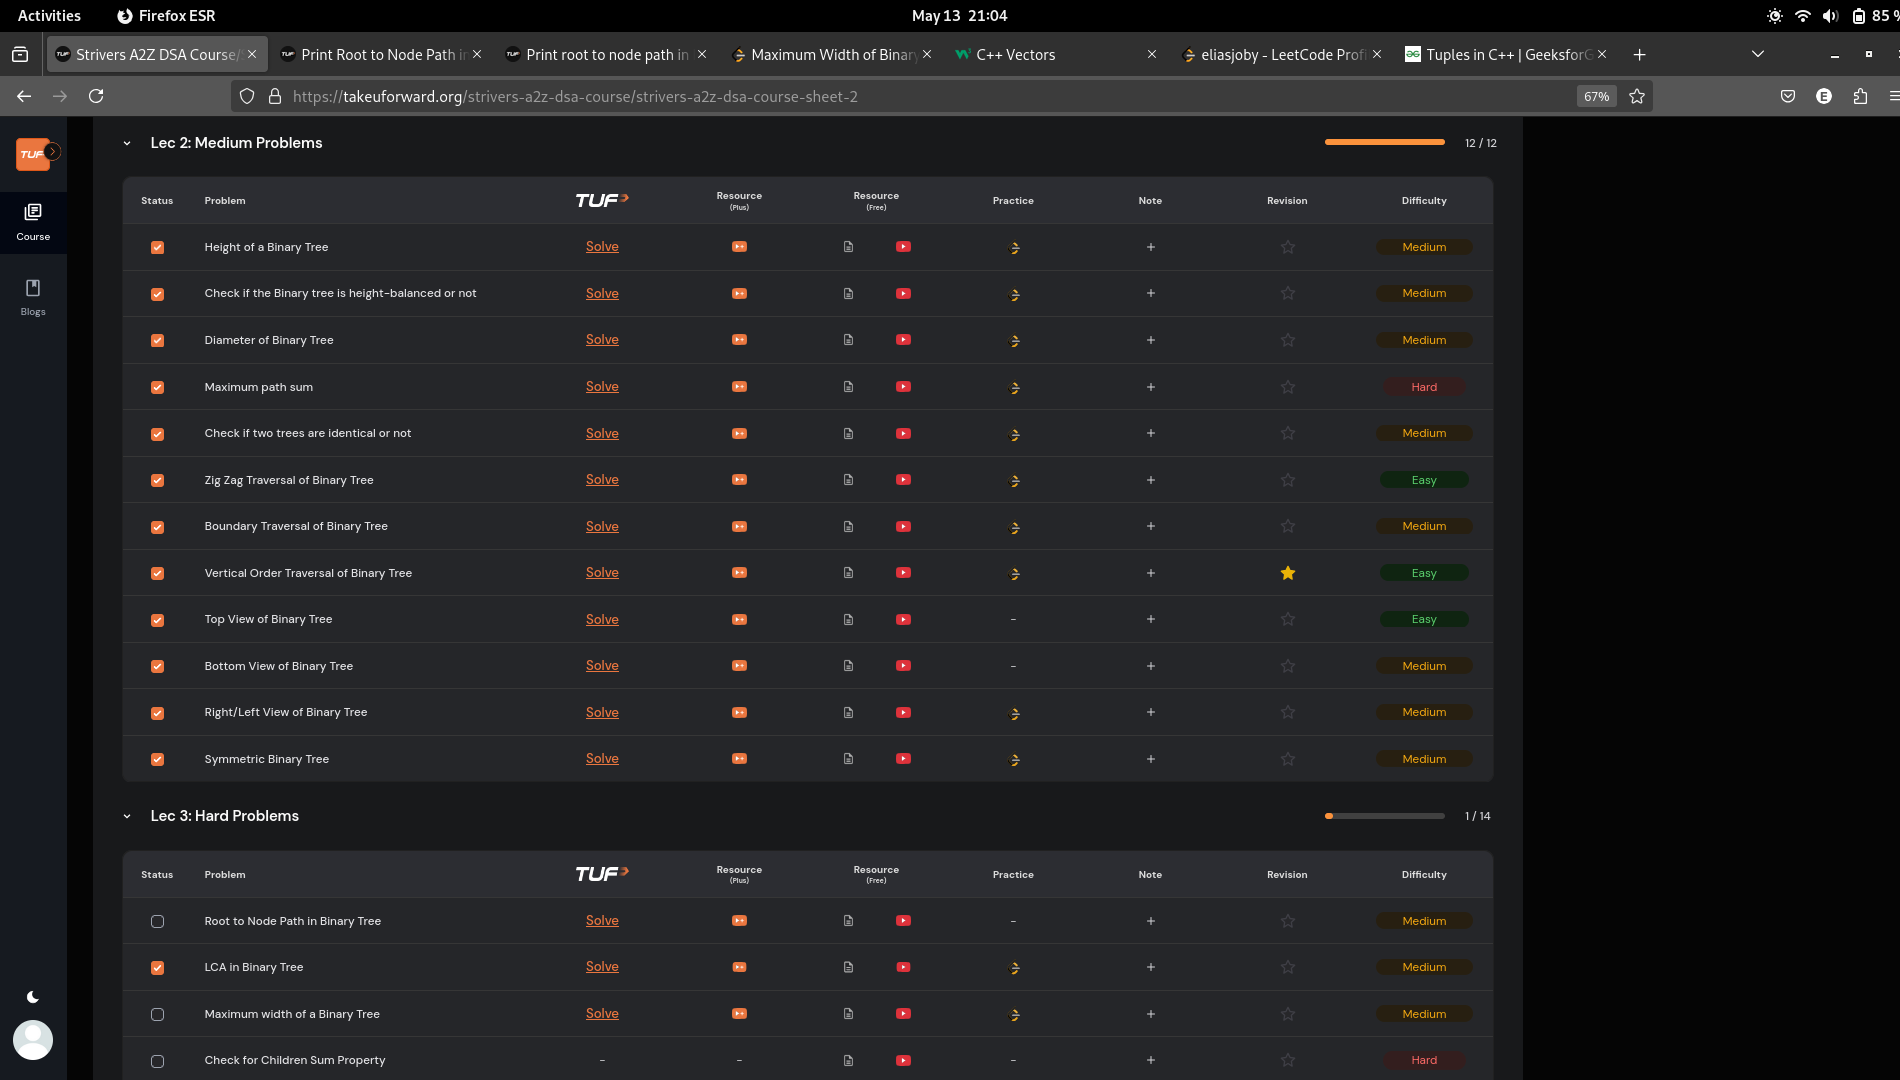 Activities Firefox ESR May 13 21:04 85 %
Strivers A2Z DSA Course/ Print Root to Node Path in Print root to node path in Maximum Width of Binary C++ Vectors eliasjoby - LeetCode Profi Tuples in C++ | GeeksforG
https://takeuforward.org/strivers-a2z-dsa-course/strivers-a2z-dsa-course-sheet-2 67% E
TUF
Course
Blogs
Lec 2: Medium Problems 12 / 12
Status Problem TUF Resource (Plus) Resource (Free) Practice Note Revision Difficulty
Height of a Binary Tree Solve + Medium
Check if the Binary tree is height-balanced or not Solve + Medium
Diameter of Binary Tree Solve + Medium
Maximum path sum Solve + Hard
Check if two trees are identical or not Solve + Medium
Zig Zag Traversal of Binary Tree Solve + Easy
Boundary Traversal of Binary Tree Solve + Medium
Vertical Order Traversal of Binary Tree Solve + Easy
Top View of Binary Tree Solve - + Easy
Bottom View of Binary Tree Solve - + Medium
Right/Left View of Binary Tree Solve + Medium
Symmetric Binary Tree Solve + Medium
Lec 3: Hard Problems 1 / 14
Status Problem TUF Resource (Plus) Resource (Free) Practice Note Revision Difficulty
Root to Node Path in Binary Tree Solve - + Medium
LCA in Binary Tree Solve + Medium
Maximum width of a Binary Tree Solve + Medium
Check for Children Sum Property - - - + Hard